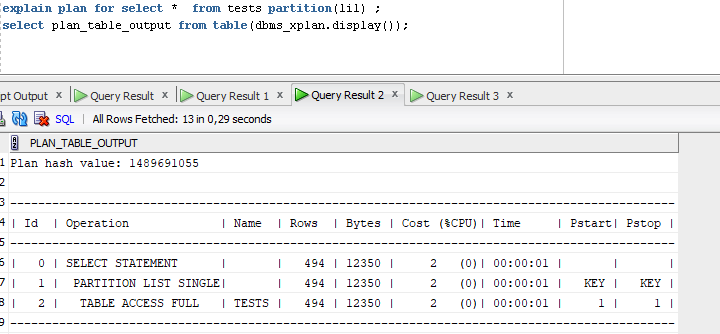 explain plan for select *  from tests partition(lil) ;
select plan_table_output from table(dbms_xplan.display());
pt Output x Query Result x Query Result 1 x Query Result 2 x Query Result 3 x
SQL | All Rows Fetched: 13 in 0,29 seconds
PLAN_TABLE_OUTPUT
1 Plan hash value: 1489691055
2
3 --------------------------------------------------------------------------------------------
4 | Id  | Operation             | Name  | Rows  | Bytes | Cost (%CPU)| Time     | Pstart| Pstop |
5 --------------------------------------------------------------------------------------------
6 |   0 | SELECT STATEMENT      |       |   494 | 12350 |     2   (0)| 00:00:01 |       |       |
7 |   1 |  PARTITION LIST SINGLE|       |   494 | 12350 |     2   (0)| 00:00:01 |   KEY |   KEY |
8 |   2 |   TABLE ACCESS FULL   | TESTS |   494 | 12350 |     2   (0)| 00:00:01 |     1 |     1 |
9 --------------------------------------------------------------------------------------------